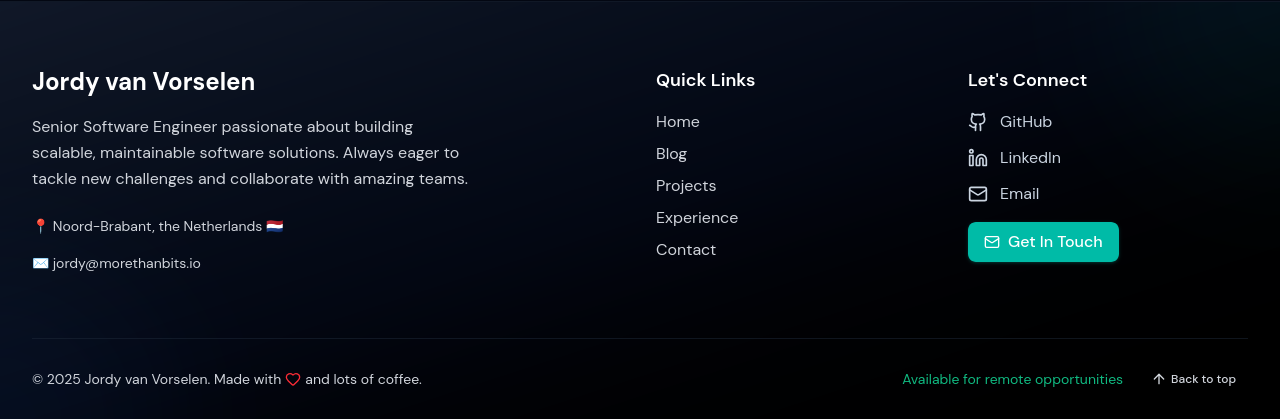 Jordy van Vorselen
Senior Software Engineer passionate about building
scalable, maintainable software solutions. Always eager to
tackle new challenges and collaborate with amazing teams.
📍 Noord-Brabant, the Netherlands 🇳🇱
✉️ jordy@morethanbits.io
Quick Links
Home
Blog
Projects
Experience
Contact
Let's Connect
GitHub
LinkedIn
Email
Get In Touch
© 2025 Jordy van Vorselen. Made with ❤ and lots of coffee.
Available for remote opportunities
Back to top